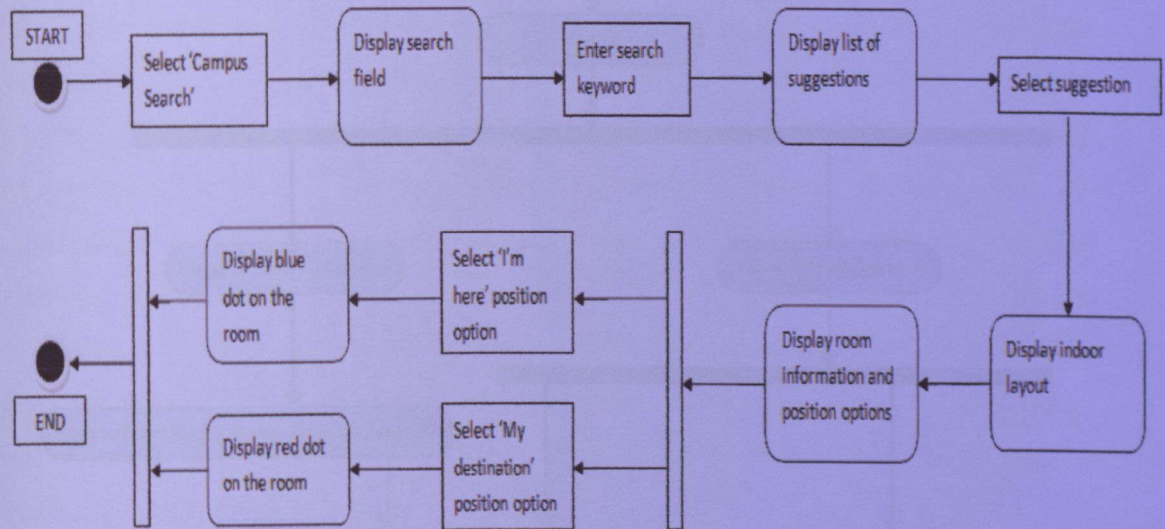 START
Select 'Campus
Search'
Display search
field
Enter search
keyword
Display list of
suggestions
Select suggestion
Display indoor
layout
Display room
information and
position options
Select 'I'm
here' position
option
Display blue
dot on the
room
Select 'My
destination'
position option
Display red dot
on the room
END